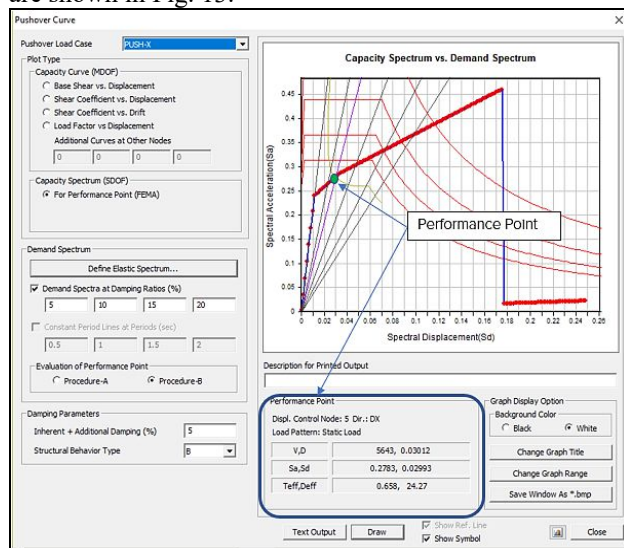 are shown in Fig. 13.
Pushover Curve
Pushover Load Case PUSH-X
Plot Type
Capacity Curve (MDOF)
Base Shear vs. Displacement
Shear Coefficient vs. Displacement
Shear Coefficient vs. Drift
Load Factor vs Displacement
Additional Curves at Other Nodes
0 0 0 0
Capacity Spectrum (SDOF)
For Performance Point (FEMA)
Demand Spectrum
Define Elastic Spectrum...
Demand Spectra at Damping Ratios (%)
5 10 15 20
Constant Period Lines at Periods (sec)
0.5 1 1.5 2
Evaluation of Performance Point
Procedure-A Procedure-B
Damping Parameters
Inherent + Additional Damping (%) 5
Structural Behavior Type B
Capacity Spectrum vs. Demand Spectrum
Spectral Acceleration(Sa)
0.45
0.4
0.35
0.3
0.25
0.2
0.15
0.1
0.05
0
0 0.02 0.04 0.06 0.08 0.1 0.12 0.14 0.16 0.18 0.2 0.22 0.24 0.26
Spectral Displacement(Sd)
Performance Point
Description for Printed Output
Performance Point
Displ. Control Node: 5 Dir.: DX
Load Pattern: Static Load
V,D 5643, 0.03012
Sa,Sd 0.2783, 0.02993
Teff,Deff 0.658, 24.27
Graph Display Option
Background Color
Black White
Change Graph Title
Change Graph Range
Save Window As *.bmp
Text Output Draw
Show Ref. Line
Show Symbol
Close